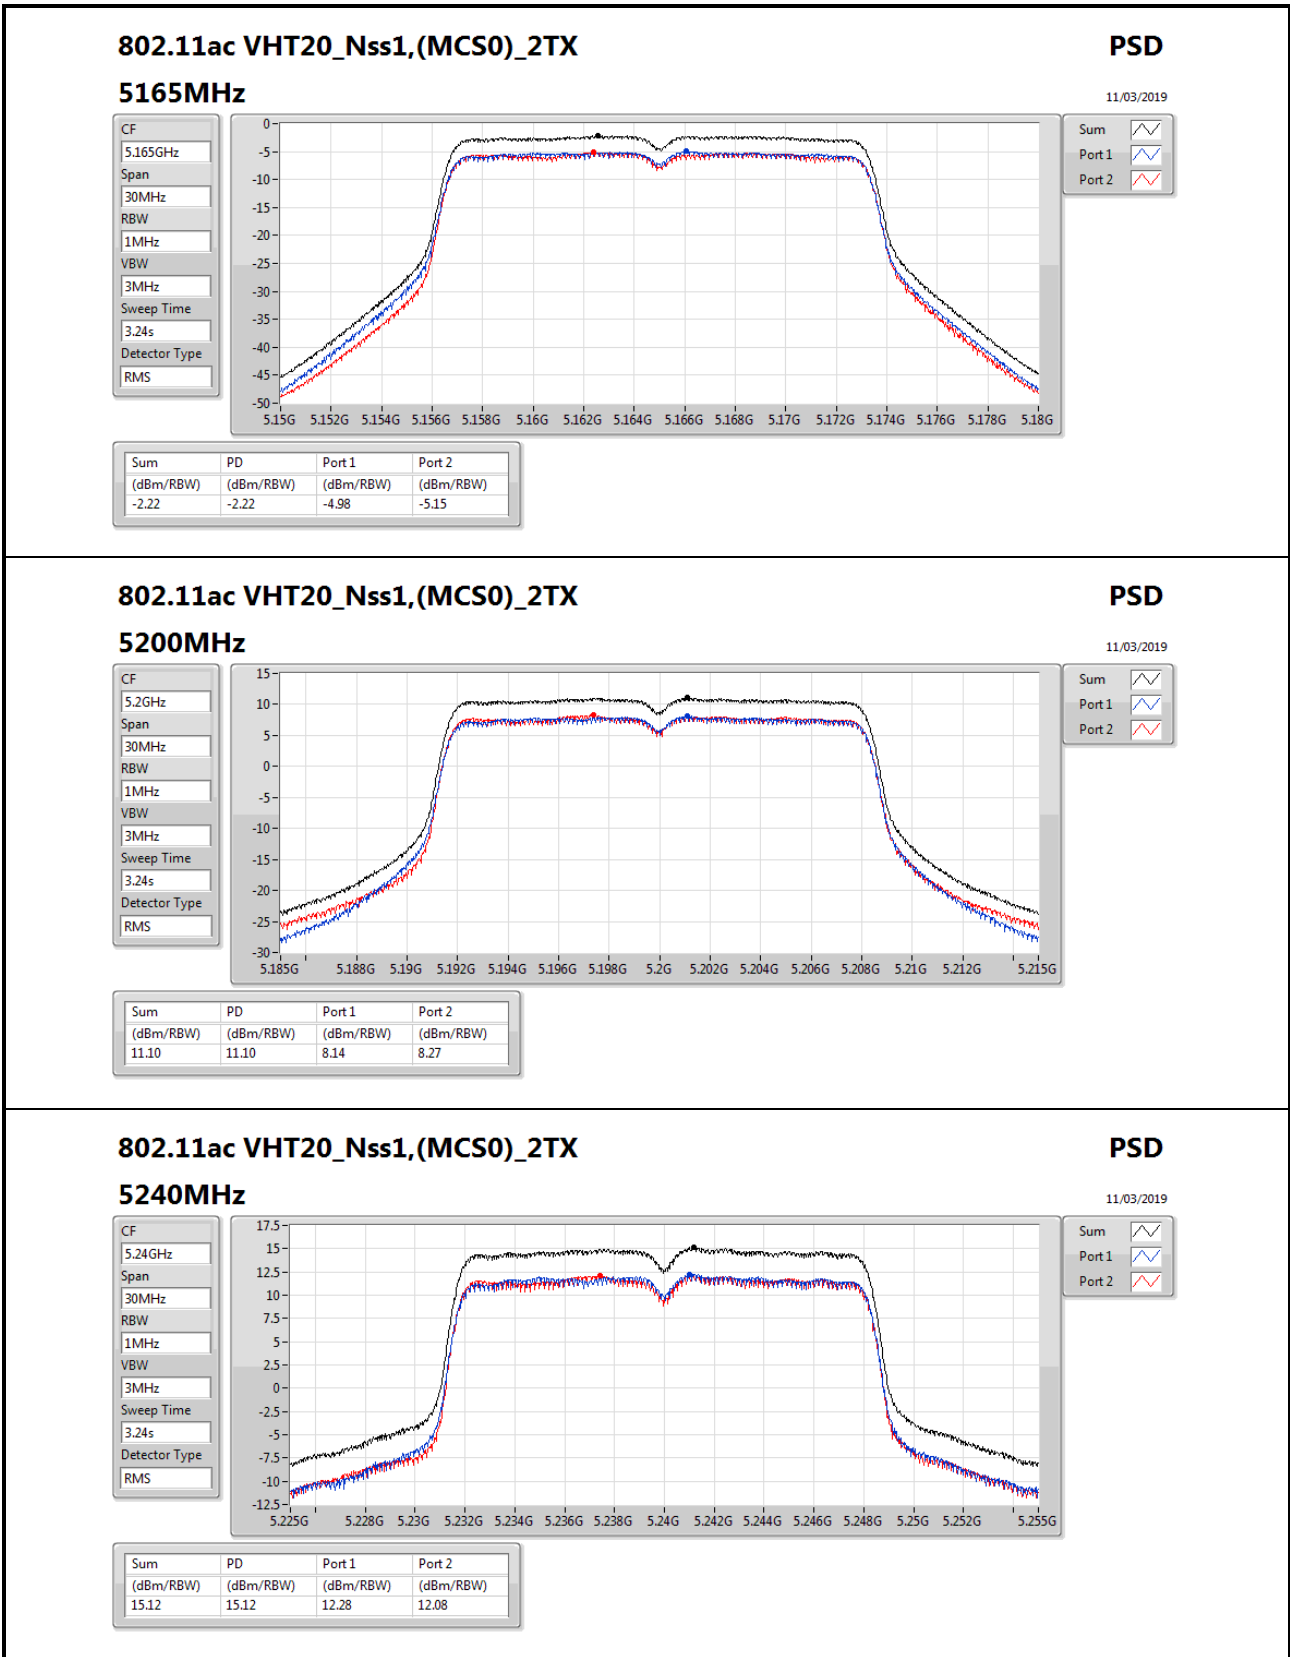 802.11ac VHT20_Nss1,(MCS0)_2TX PSD
5165MHz 11/03/2019
CF
5.165GHz
Span
30MHz
RBW
1MHz
VBW
3MHz
Sweep Time
3.24s
Detector Type
RMS
0
-5
-10
-15
-20
-25
-30
-35
-40
-45
-50
5.15G 5.152G 5.154G 5.156G 5.158G 5.16G 5.162G 5.164G 5.166G 5.168G 5.17G 5.172G 5.174G 5.176G 5.178G 5.18G
Sum
Port 1
Port 2
Sum PD Port 1 Port 2
(dBm/RBW) (dBm/RBW) (dBm/RBW) (dBm/RBW)
-2.22 -2.22 -4.98 -5.15
802.11ac VHT20_Nss1,(MCS0)_2TX PSD
5200MHz 11/03/2019
CF
5.2GHz
Span
30MHz
RBW
1MHz
VBW
3MHz
Sweep Time
3.24s
Detector Type
RMS
15
10
5
0
-5
-10
-15
-20
-25
-30
5.185G 5.188G 5.19G 5.192G 5.194G 5.196G 5.198G 5.2G 5.202G 5.204G 5.206G 5.208G 5.21G 5.212G 5.215G
Sum
Port 1
Port 2
Sum PD Port 1 Port 2
(dBm/RBW) (dBm/RBW) (dBm/RBW) (dBm/RBW)
11.10 11.10 8.14 8.27
802.11ac VHT20_Nss1,(MCS0)_2TX PSD
5240MHz 11/03/2019
CF
5.24GHz
Span
30MHz
RBW
1MHz
VBW
3MHz
Sweep Time
3.24s
Detector Type
RMS
17.5
15
12.5
10
7.5
5
2.5
0
-2.5
-5
-7.5
-10
-12.5
5.225G 5.228G 5.23G 5.232G 5.234G 5.236G 5.238G 5.24G 5.242G 5.244G 5.246G 5.248G 5.25G 5.252G 5.255G
Sum
Port 1
Port 2
Sum PD Port 1 Port 2
(dBm/RBW) (dBm/RBW) (dBm/RBW) (dBm/RBW)
15.12 15.12 12.28 12.08